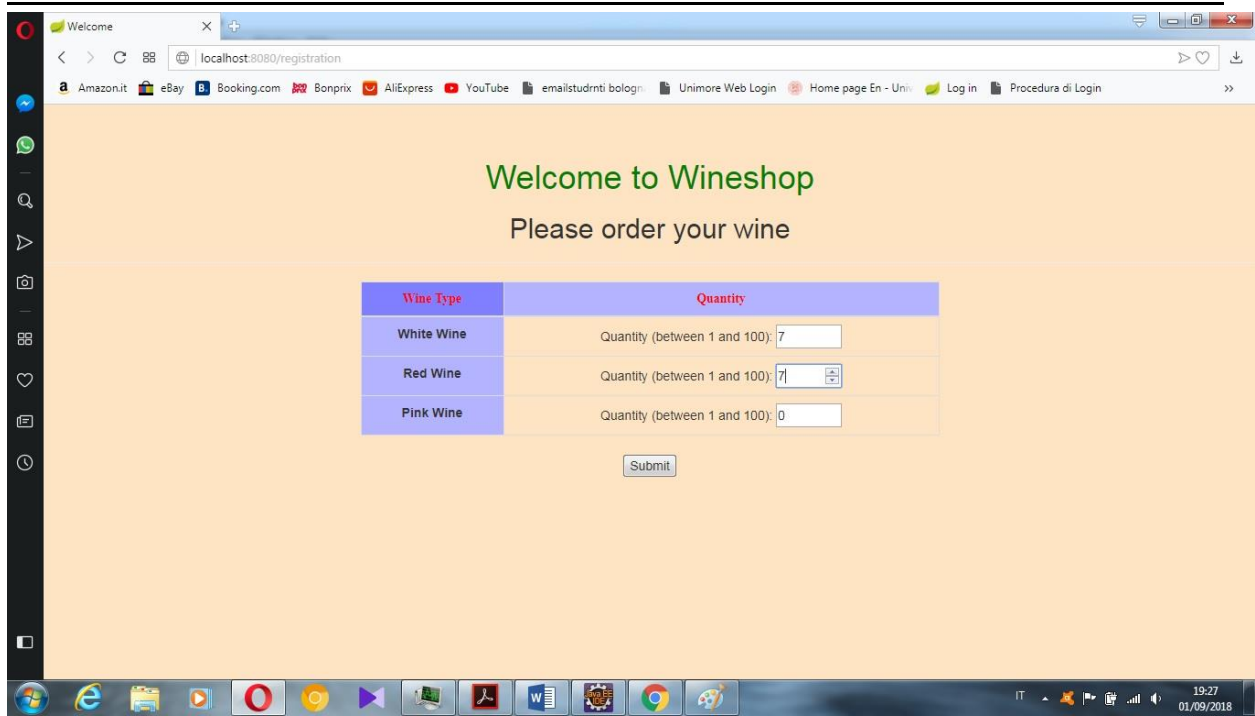 Welcome
localhost:8080/registration
a Amazon.it eBay B. Booking.com Bonprix AliExpress YouTube emailstudrnti bologn Unimore Web Login Home page En - Univ Log in Procedura di Login »
Welcome to Wineshop
Please order your wine
Wine Type Quantity
White Wine Quantity (between 1 and 100): 7
Red Wine Quantity (between 1 and 100): 7
Pink Wine Quantity (between 1 and 100): 0
Submit
IT 19:27
01/09/2018